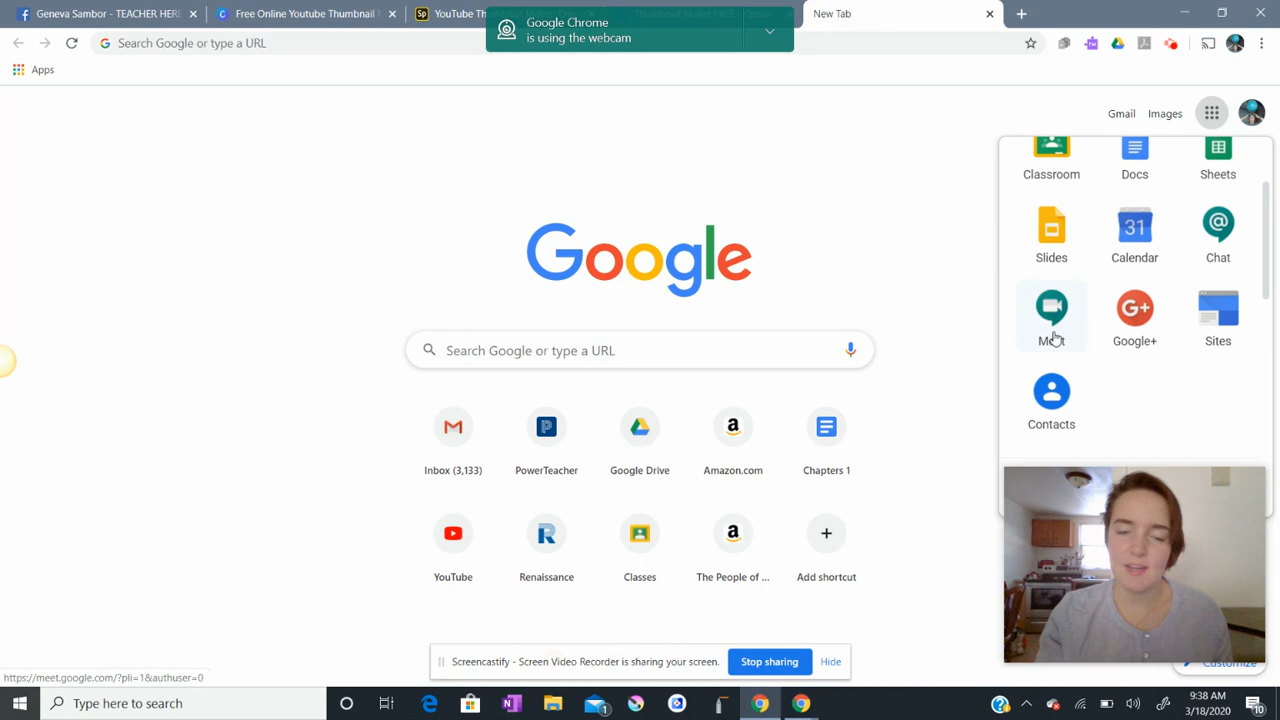 Geneva Sambor - ENTER HERE
Free Online Youtube Thumbnail
YouTube
New Tab
Google Chrome
is using the webcam
Search Google or type a URL
Apps
Gmail
Images
Classroom
Docs
Sheets
Slides
31
Calendar
Chat
Meet
G+
Google+
Sites
Contacts
Google
Search Google or type a URL
Inbox (3,133)
PowerTeacher
Google Drive
Amazon.com
Chapters 1
YouTube
Renaissance
Classes
The People of ...
Add shortcut
Screencastify - Screen Video Recorder is sharing your screen.
Stop sharing
Hide
Customize
https://meet.google.com/?pli=1&authuser=0
Type here to search
9:38 AM
3/18/2020